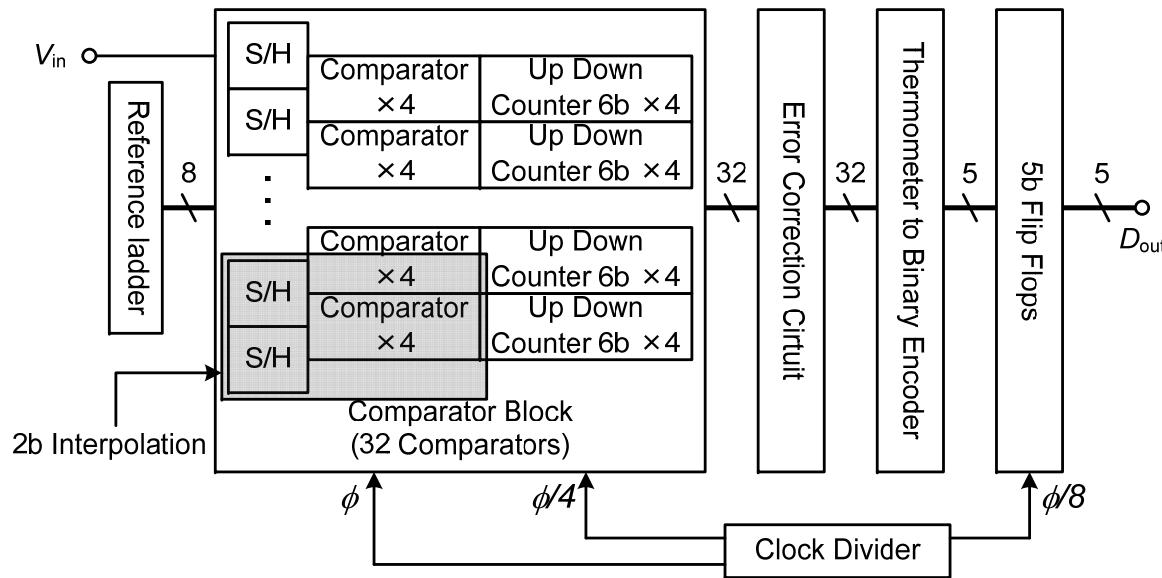 Vin
Reference ladder
8
S/H
S/H
Comparator
×4
Up Down
Counter 6b ×4
Comparator
×4
Up Down
Counter 6b ×4
S/H
S/H
Comparator
×4
Up Down
Counter 6b ×4
Comparator
×4
Up Down
Counter 6b ×4
2b Interpolation
Comparator Block
(32 Comparators)
32
Error Correction Cirtuit
32
Thermometer to Binary Encoder
5
5b Flip Flops
5
Dout
ϕ
ϕ/4
ϕ/8
Clock Divider